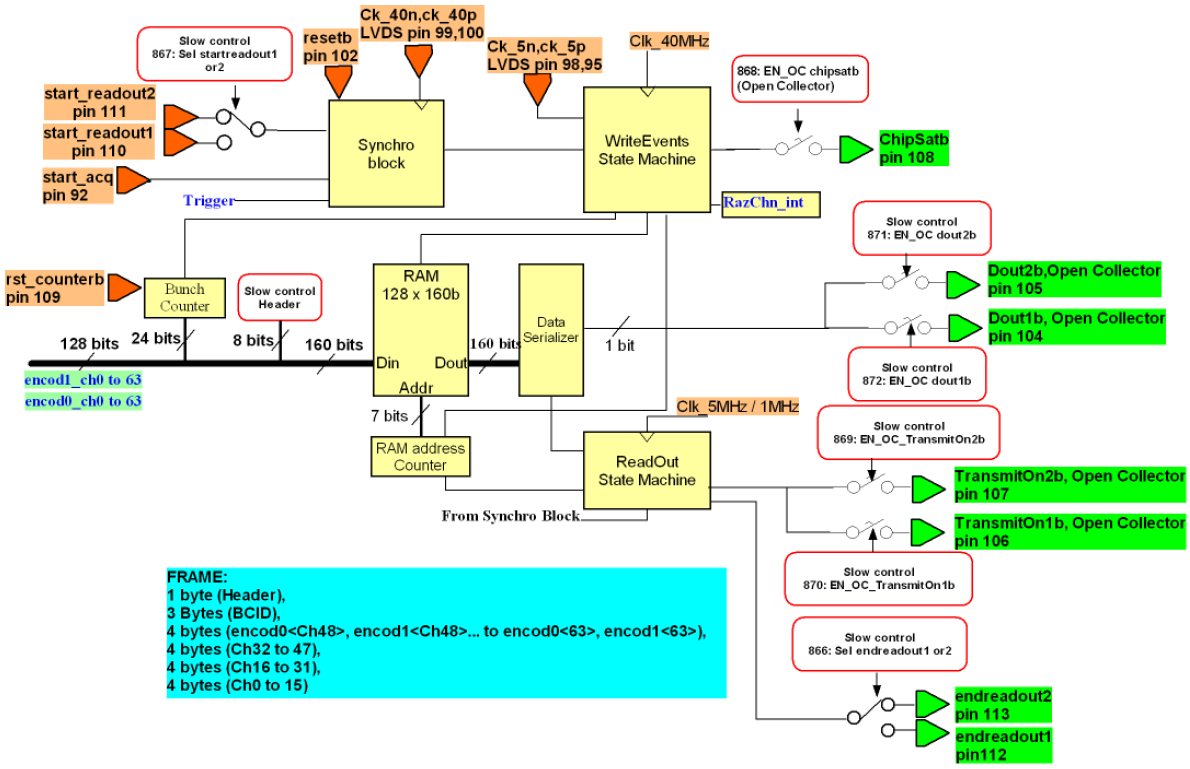 Slow control
867: Sel startreadout1
or2
resetb
pin 102
Ck_40n,ck_40p
LVDS pin 99,100
Ck_5n,ck_5p
LVDS pin 98,95
Clk_40MHz
868: EN_OC chipsatb
(Open Collector)
start_readout2
pin 111
start_readout1
pin 110
start_acq
pin 92
Trigger
Synchro
block
WriteEvents
State Machine
ChipSatb
pin 108
RazChn_int
Slow control
871: EN_OC dout2b
rst_counterb
pin 109
Bunch
Counter
Slow control
Header
RAM
128 x 160b
Data
Serializer
Dout2b,Open Collector
pin 105
Dout1b, Open Collector
pin 104
128 bits
24 bits
8 bits
160 bits
Din
Dout
160 bits
1 bit
encod1_ch0 to 63
encod0_ch0 to 63
Addr
7 bits
Slow control
872: EN_OC dout1b
Clk_5MHz / 1MHz
RAM address
Counter
ReadOut
State Machine
From Synchro Block
Slow control
869: EN_OC_TransmitOn2b
TransmitOn2b, Open Collector
pin 107
TransmitOn1b, Open Collector
pin 106
Slow control
870: EN_OC_TransmitOn1b
FRAME:
1 byte (Header),
3 Bytes (BCID),
4 bytes (encod0<Ch48>, encod1<Ch48>... to encod0<63>, encod1<63>),
4 bytes (Ch32 to 47),
4 bytes (Ch16 to 31),
4 bytes (Ch0 to 15)
Slow control
866: Sel endreadout1 or2
endreadout2
pin 113
endreadout1
pin112